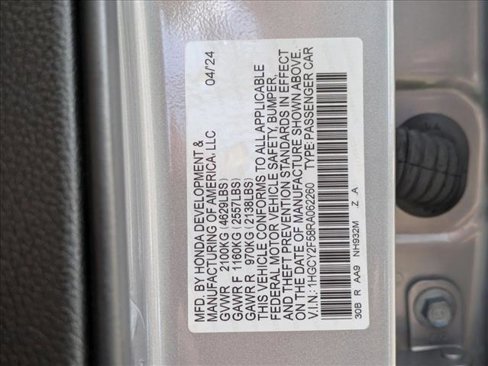 MFD. BY HONDA DEVELOPMENT &
MANUFACTURING OF AMERICA, LLC 04/'24
GVWR 2100KG (4629LBS)
GAWR F 1160KG (2557LBS)
GAWR R 970KG (2138LBS)
THIS VEHICLE CONFORMS TO ALL APPLICABLE
FEDERAL MOTOR VEHICLE SAFETY, BUMPER,
AND THEFT PREVENTION STANDARDS IN EFFECT
ON THE DATE OF MANUFACTURE SHOWN ABOVE.
V.I.N.: 1HGCY2F58RA062260 TYPE:PASSENGER CAR
30B R AA9 NH932M Z A